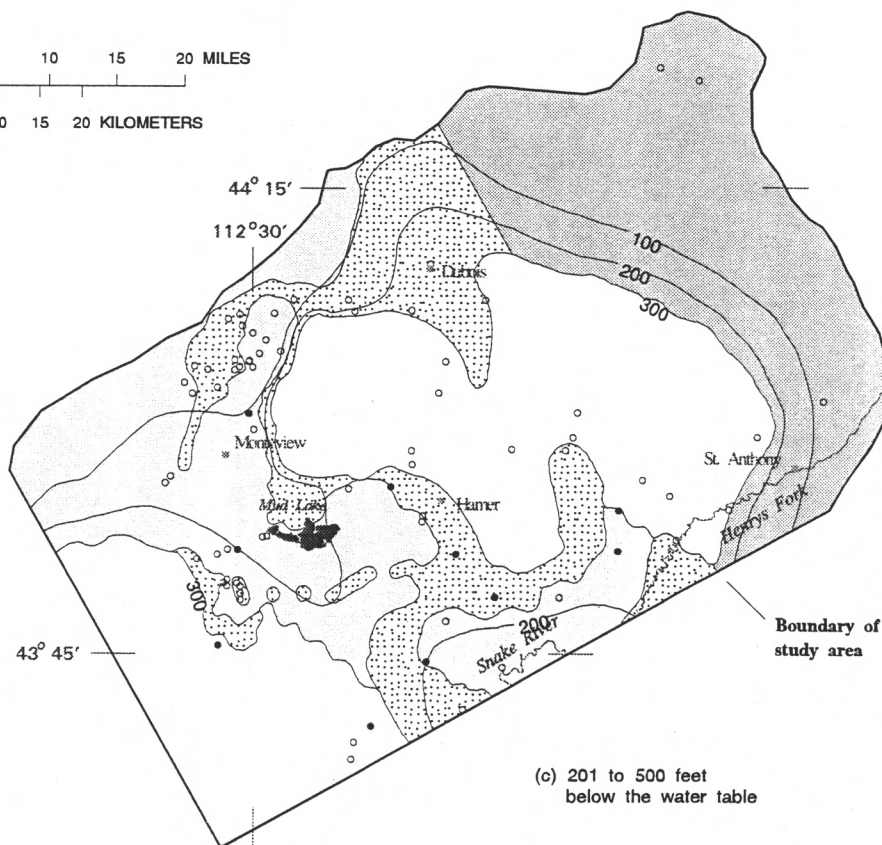 10 15 20 MILES
0 15 20 KILOMETERS
44° 15'
112° 30'
100
200
300
Dubois
Monteview
St. Anthony
Mud Lake
Hamer
Henrys Fork
300
200
Snake River
43° 45'
Boundary of
study area
(c) 201 to 500 feet
below the water table